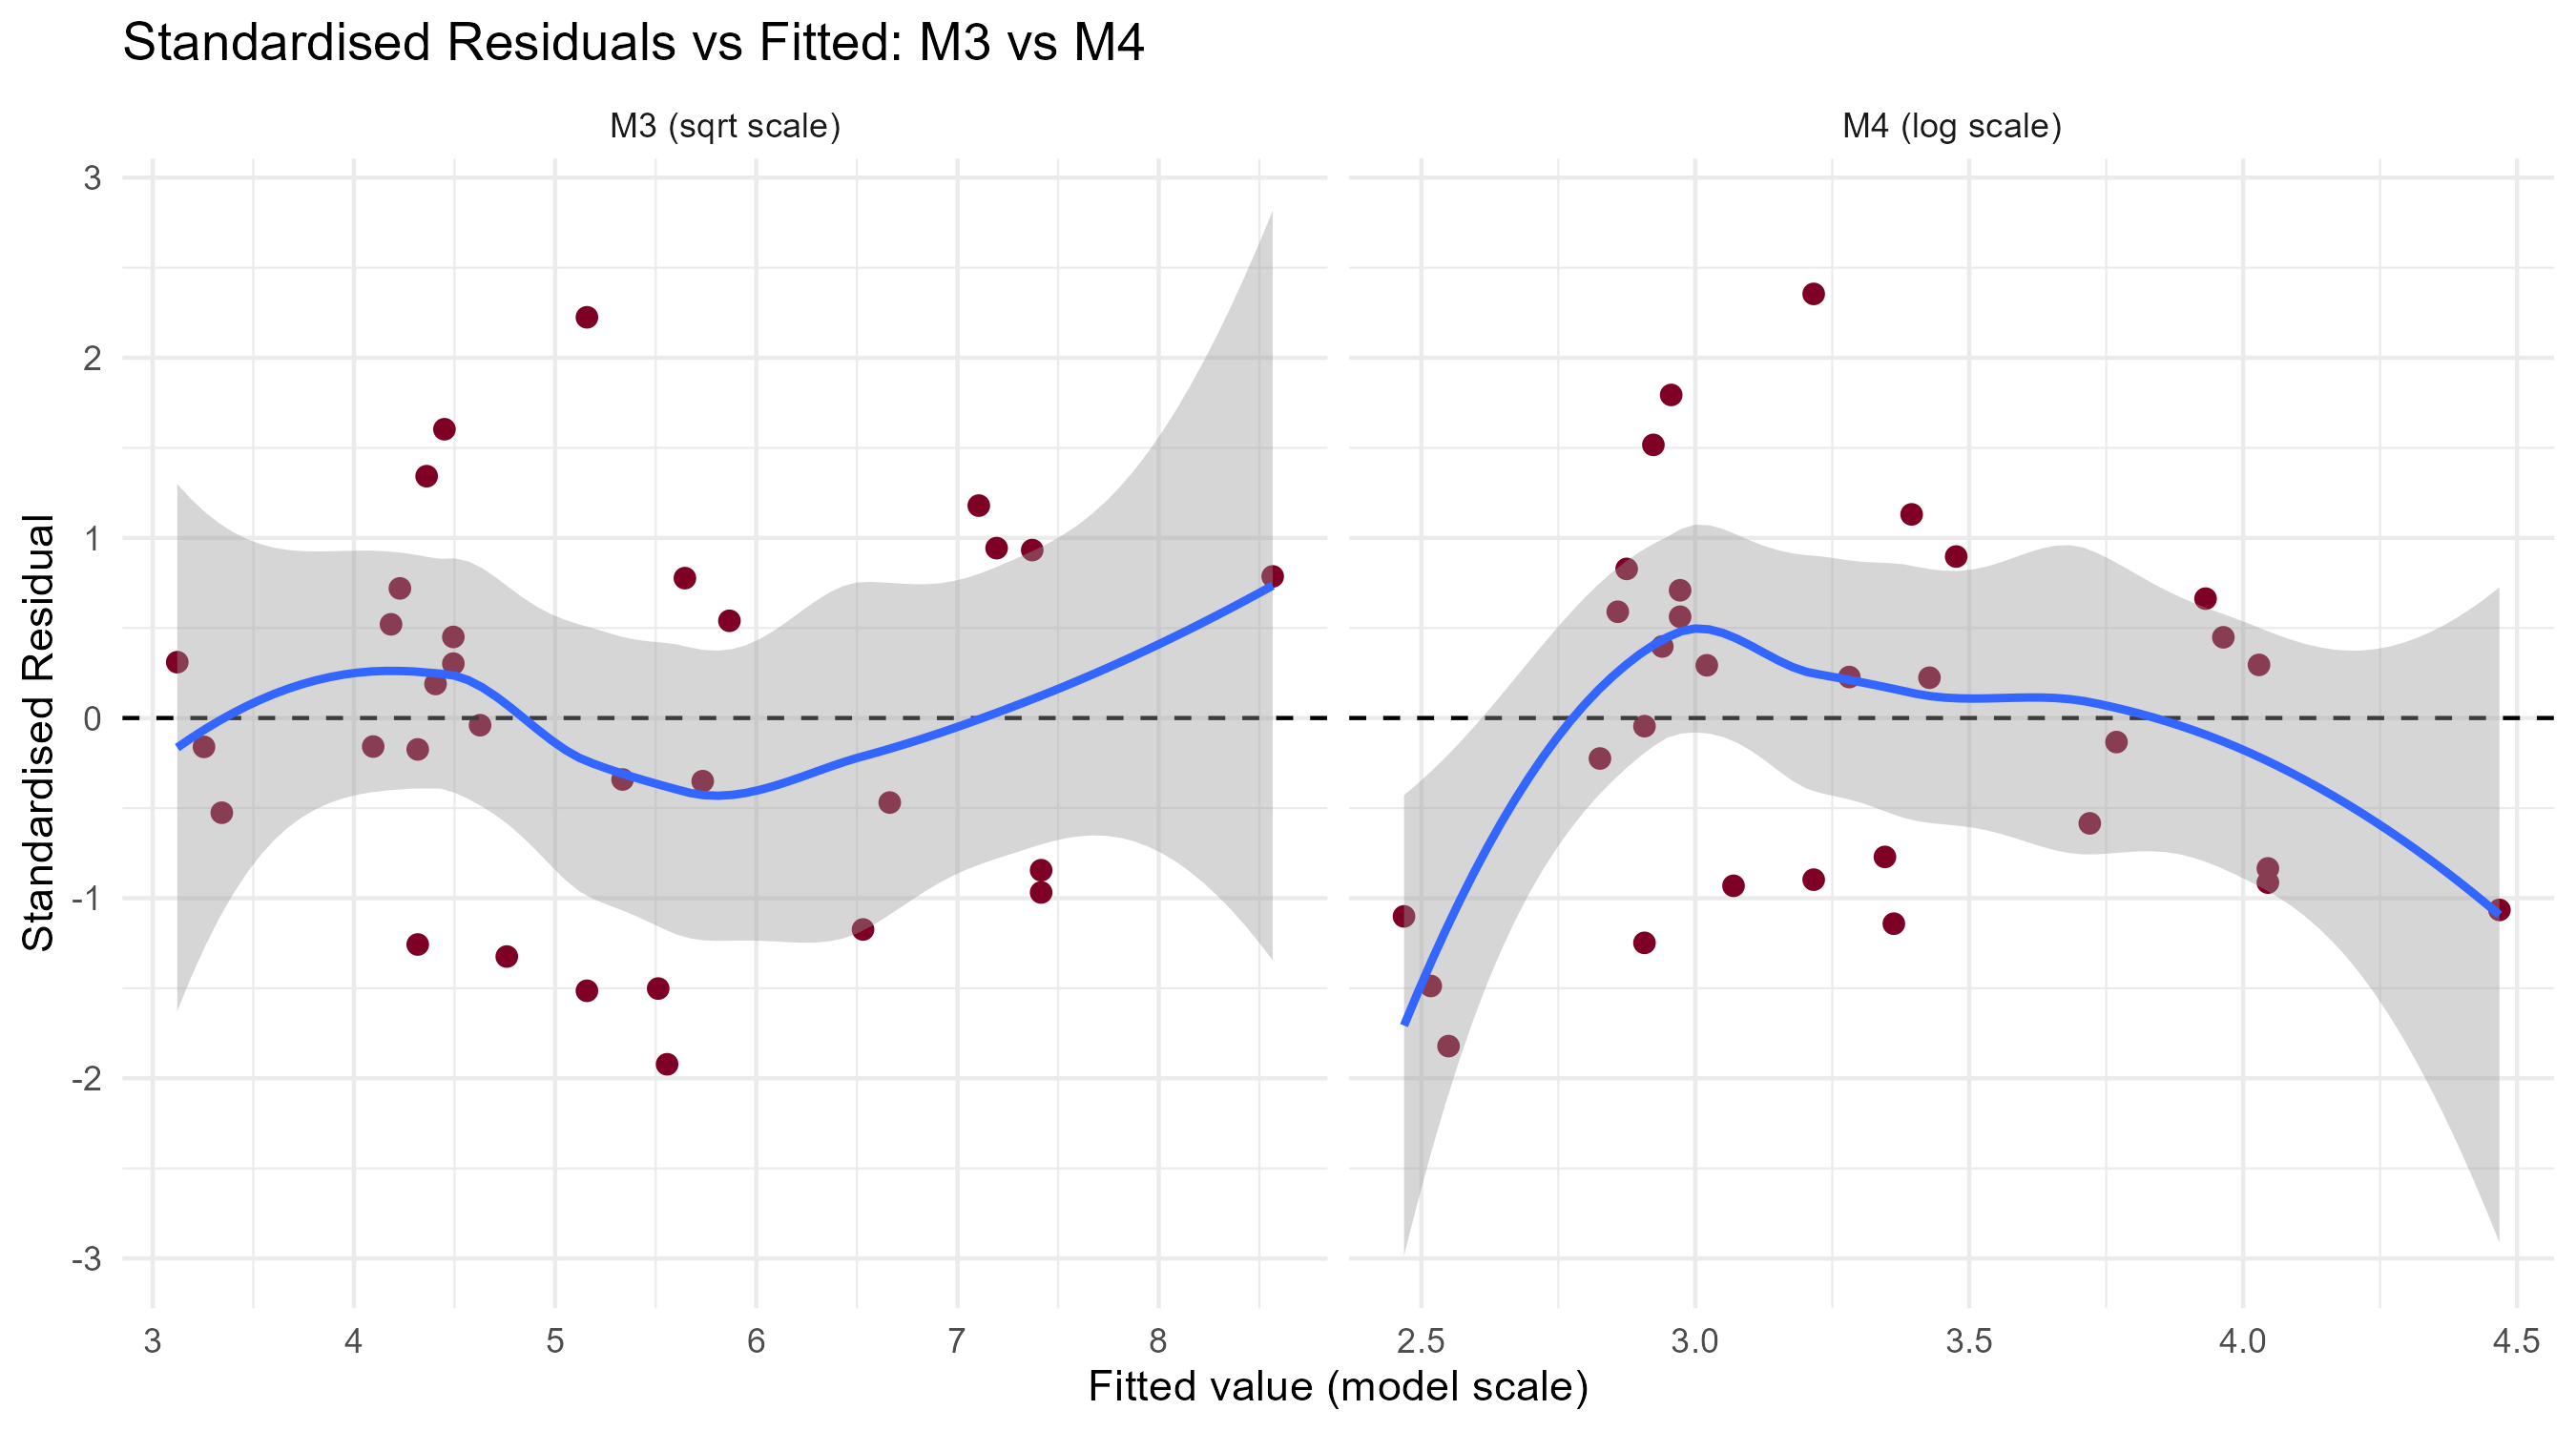 Standardised Residuals vs Fitted: M3 vs M4
M3 (sqrt scale)
M4 (log scale)
Standardised Residual
3
2
1
0
-1
-2
-3
3 4 5 6 7 8
2.5 3.0 3.5 4.0 4.5
Fitted value (model scale)